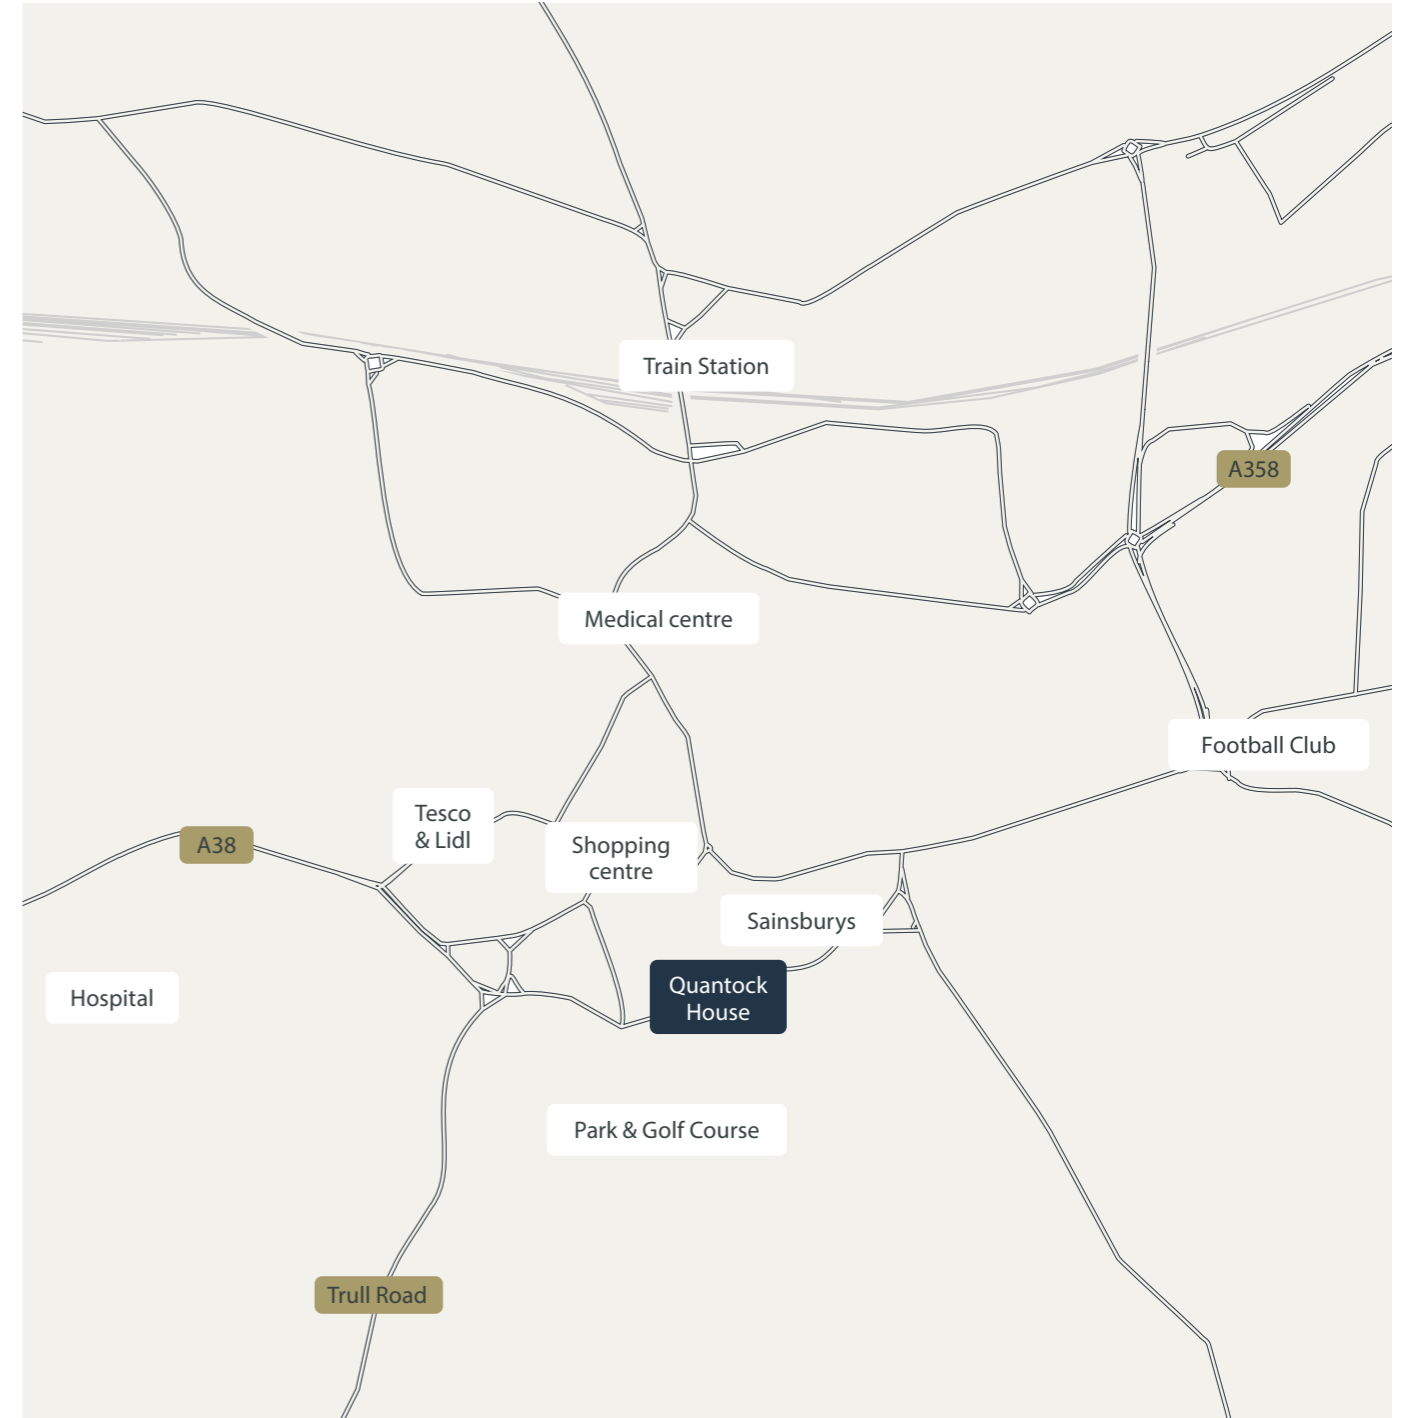 Train Station
A358
Medical centre
Football Club
Tesco
& Lidl
A38
Shopping
centre
Sainsburys
Quantock
House
Hospital
Park & Golf Course
Trull Road